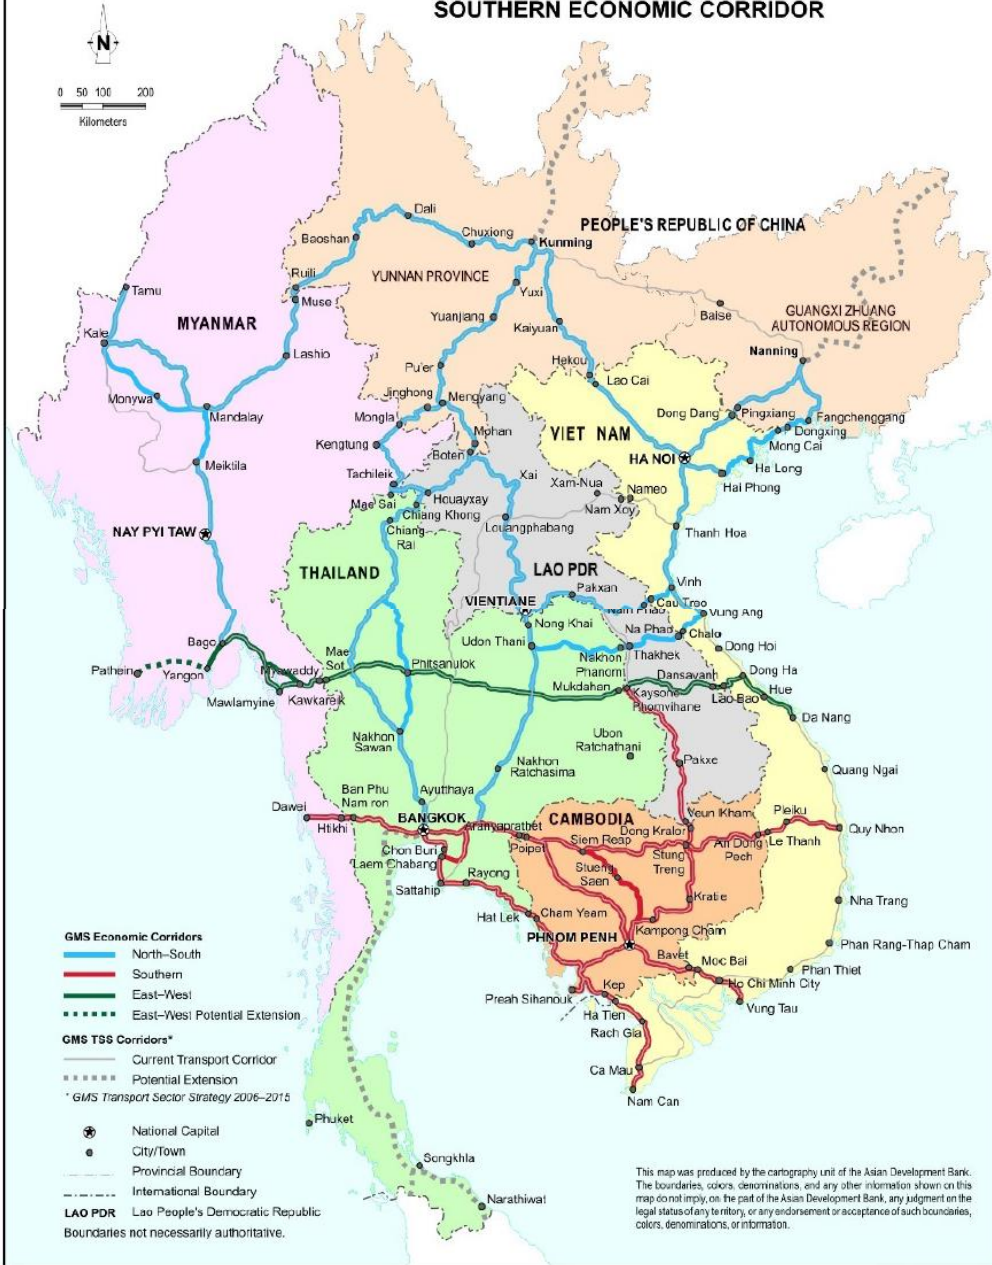 SOUTHERN ECONOMIC CORRIDOR
N
0 50 100 200
Kilometers
Dali
Chuxiong
Kunming
PEOPLE'S REPUBLIC OF CHINA
Baoshan
YUNNAN PROVINCE
Ruili
Muse
Tamu
Yuxi
Baise
GUANGXI ZHUANG
AUTONOMOUS REGION
MYANMAR
Yuanjiang
Kaiyuan
Kale
Lashio
Nanning
Pu'er
Hekou
Lao Cai
Jinghong
Mengyang
Monywa
Mandalay
Mongla
Dong Dang
Pingxiang
Fangchenggang
Dongxing
Mohan
VIET NAM
Mong Cai
Kengtung
Boten
HA NOI
Ha Long
Meiktila
Tachileik
Xai
Xam-Nua
Nameo
Hai Phong
Mae Sai
Houayxay
Nam Xoy
Chiang Khong
Louangphabang
NAY PYI TAW
Chiang
Rai
Thanh Hoa
THAILAND
LAO PDR
Pakxan
Vinh
VIENTIANE
Nam Phao
Cau Treo
Vung Ang
Nong Khai
Na Phao
Chalo
Bago
Udon Thani
Dong Hoi
Mae
Sot
Nakhon
Phanom
Thakhek
Pathein
Yangon
Myawaddy
Phitsanulok
Dansavanh
Dong Ha
Mukdahan
Kaysone
Phomvihane
Lao Bao
Hue
Mawlamyine
Kawkareik
Da Nang
Nakhon
Sawan
Ubon
Ratchathani
Nakhon
Ratchasima
Pakxe
Quang Ngai
Ban Phu
Nam ron
Ayutthaya
Dawei
Htikhi
BANGKOK
Aranyaprathet
CAMBODIA
Veun Kham
Pleiku
Poipet
Siem Reap
Dong Kralor
Quy Nhon
Le Thanh
Chon Buri
Laem Chabang
Stung
Treng
Pech
Stueng
Saen
Rayong
Sattahip
Kratie
Nha Trang
Hat Lek
Cham Yeam
Kampong Cham
PHNOM PENH
Phan Rang-Thap Cham
Bavet
Moc Bai
Phan Thiet
Ho Chi Minh City
Preah Sihanouk
Kep
Vung Tau
Ha Tien
Rach Gia
Ca Mau
Nam Can
Phuket
Songkhla
Narathiwat
GMS Economic Corridors
North–South
Southern
East–West
East–West Potential Extension
GMS TSS Corridors*
Current Transport Corridor
Potential Extension
* GMS Transport Sector Strategy 2006–2015
National Capital
City/Town
Provincial Boundary
International Boundary
LAO PDR Lao People's Democratic Republic
Boundaries not necessarily authoritative.
This map was produced by the cartography unit of the Asian Development Bank.
The boundaries, colors, denominations, and any other information shown on this
map do not imply, on the part of the Asian Development Bank, any judgment on the
legal status of any territory, or any endorsement or acceptance of such boundaries,
colors, denominations, or information.